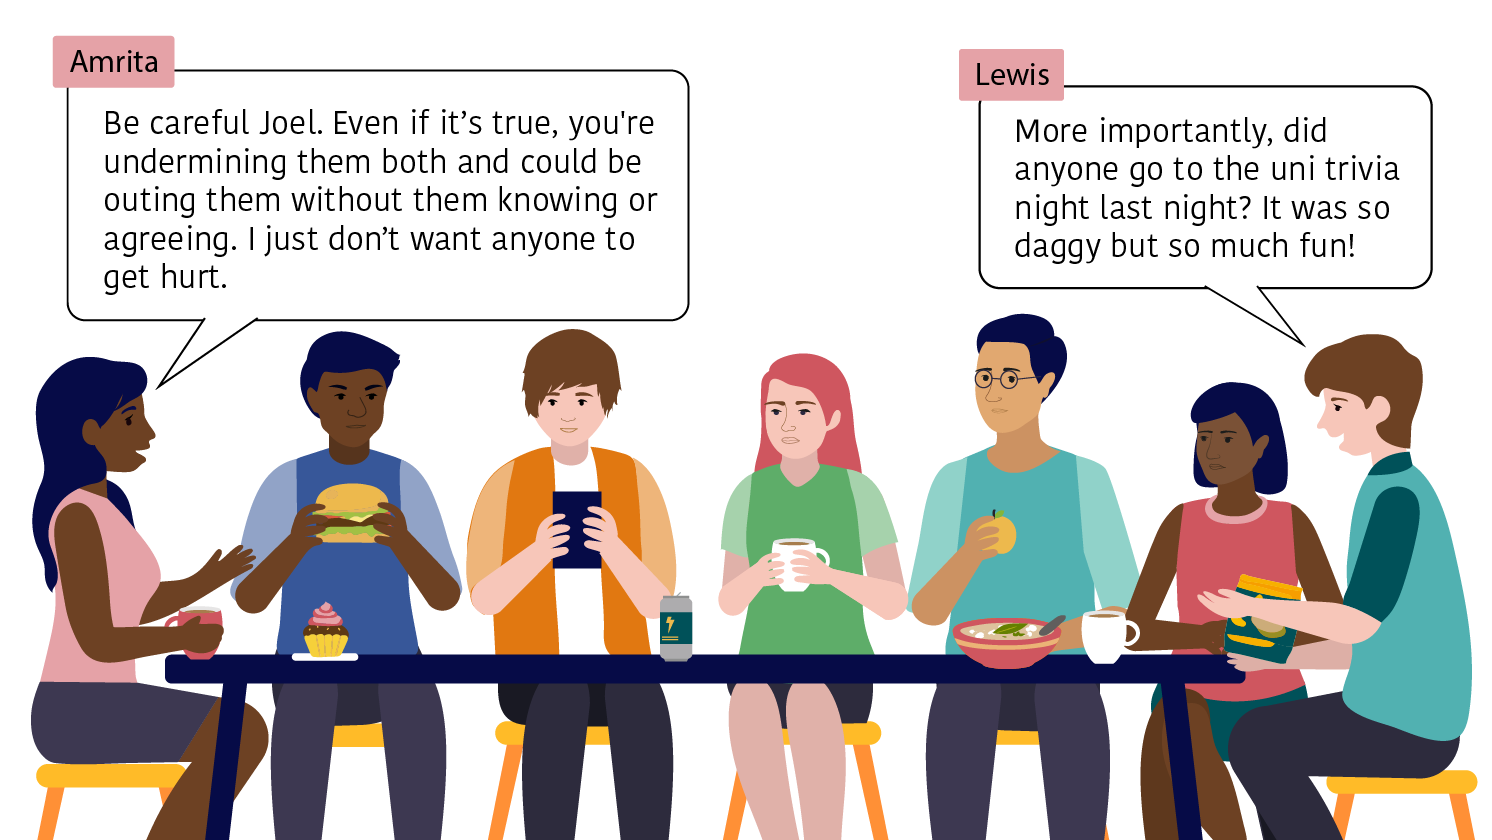 Amrita
Be careful Joel. Even if it’s true, you're
undermining them both and could be
outing them without them knowing or
agreeing. I just don’t want anyone to
get hurt.
Lewis
More importantly, did
anyone go to the uni trivia
night last night? It was so
daggy but so much fun!